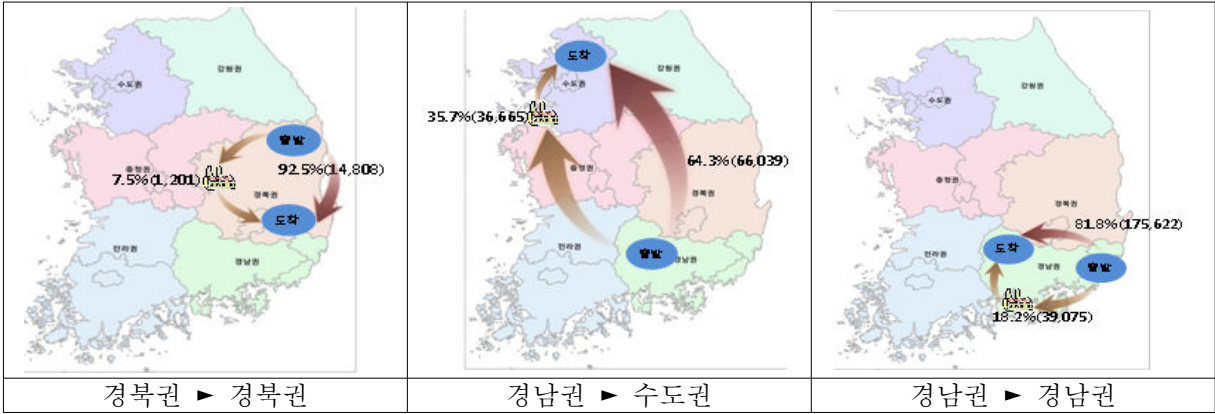 강원권
수도권
출발
92.5%(14,808)
충청권
7.5%(1,201)
경북권
도착
전라권
경남권
경북권 ► 경북권
도착
강원권
수도권
35.7%(36,665)
64.3%(66,039)
충청권
경북권
전라권
출발
경남권
경남권 ► 수도권
강원권
수도권
충청권
경북권
81.8%(175,622)
전라권
도착
경남권
출발
18.2%(39,075)
경남권 ► 경남권